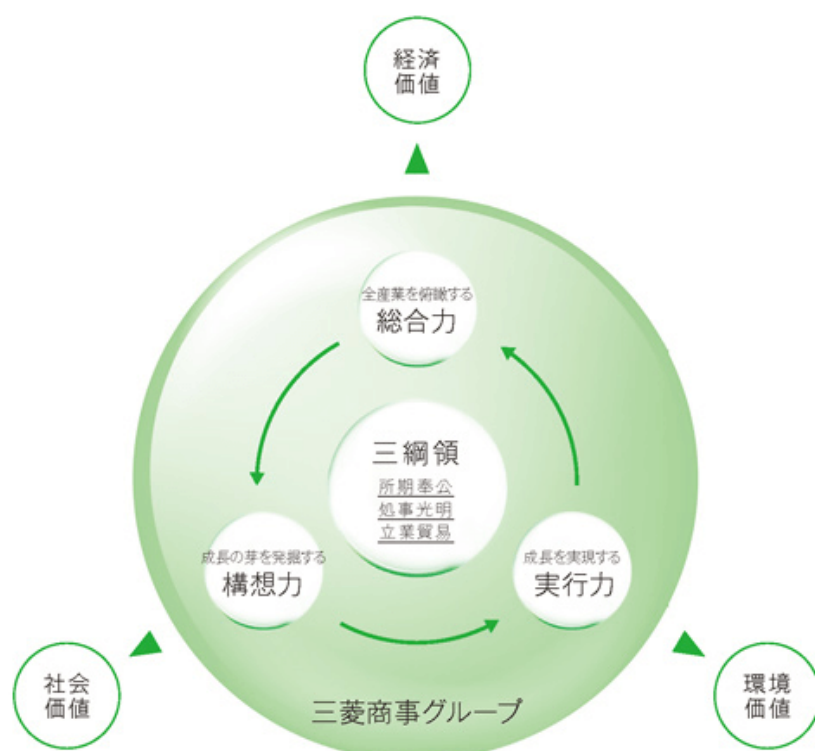 経済
価値
全産業を俯瞰する
総合力
三綱領
所期奉公
処事光明
立業貿易
成長の芽を発掘する
構想力
成長を実現する
実行力
社会
価値
環境
価値
三菱商事グループ